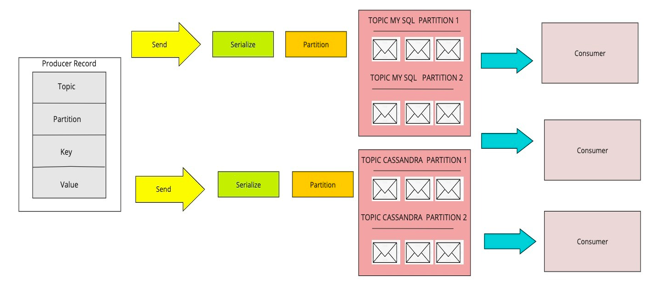 Producer Record
Topic
Partition
Key
Value
Send
Serialize
Partition
TOPIC MY SQL PARTITION 1
TOPIC MY SQL PARTITION 2
Send
Serialize
Partition
TOPIC CASSANDRA PARTITION 1
TOPIC CASSANDRA PARTITION 2
Consumer
Consumer
Consumer